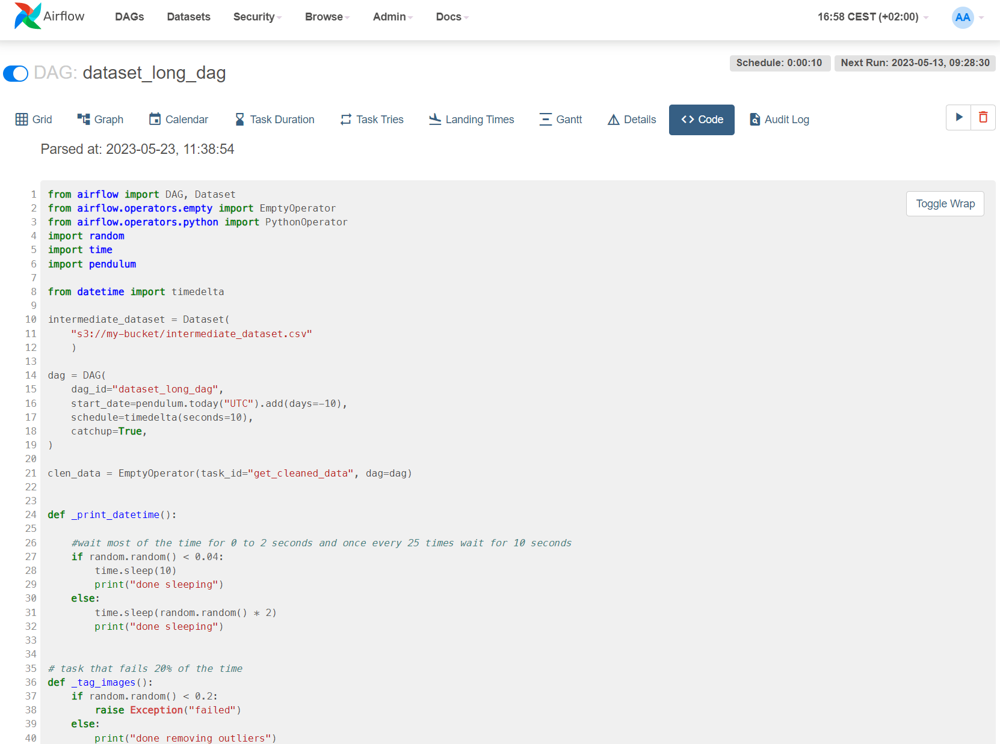 Airflow DAGs Datasets Security Browse Admin Docs 16:58 CEST (+02:00) AA
DAG: dataset_long_dag Schedule: 0:00:10 Next Run: 2023-05-13, 09:28:30
Grid Graph Calendar Task Duration Task Tries Landing Times Gantt Details <> Code Audit Log
Parsed at: 2023-05-23, 11:38:54
Toggle Wrap
1 from airflow import DAG, Dataset
2 from airflow.operators.empty import EmptyOperator
3 from airflow.operators.python import PythonOperator
4 import random
5 import time
6 import pendulum
7
8 from datetime import timedelta
9
10 intermediate_dataset = Dataset(
11     "s3://my-bucket/intermediate_dataset.csv"
12     )
13
14 dag = DAG(
15     dag_id="dataset_long_dag",
16     start_date=pendulum.today("UTC").add(days=-10),
17     schedule=timedelta(seconds=10),
18     catchup=True,
19 )
20
21 clen_data = EmptyOperator(task_id="get_cleaned_data", dag=dag)
22
23
24 def _print_datetime():
25
26     #wait most of the time for 0 to 2 seconds and once every 25 times wait for 10 seconds
27     if random.random() < 0.04:
28         time.sleep(10)
29         print("done sleeping")
30     else:
31         time.sleep(random.random() * 2)
32         print("done sleeping")
33
34
35 # task that fails 20% of the time
36 def _tag_images():
37     if random.random() < 0.2:
38         raise Exception("failed")
39     else:
40         print("done removing outliers")